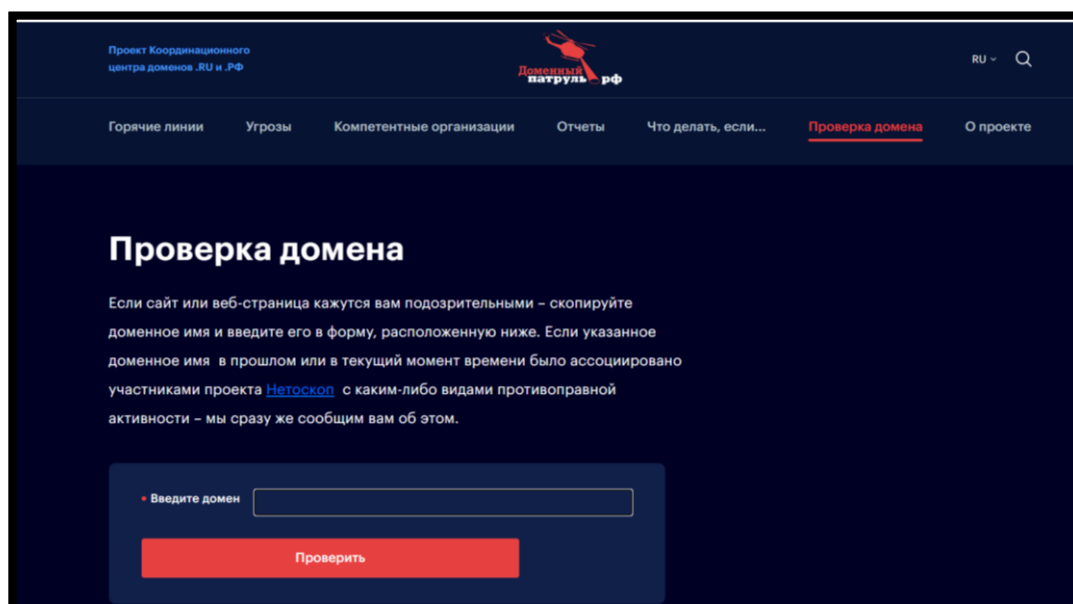 Проект Координационного
центра доменов .RU и .РФ
Доменный
патруль рф
RU
Горячие линии Угрозы Компетентные организации Отчеты Что делать, если... Проверка домена О проекте
Проверка домена
Если сайт или веб-страница кажутся вам подозрительными – скопируйте
доменное имя и введите его в форму, расположенную ниже. Если указанное
доменное имя в прошлом или в текущий момент времени было ассоциировано
участниками проекта Нетоскоп с каким-либо видами противоправной
активности – мы сразу же сообщим вам об этом.
• Введите домен
Проверить